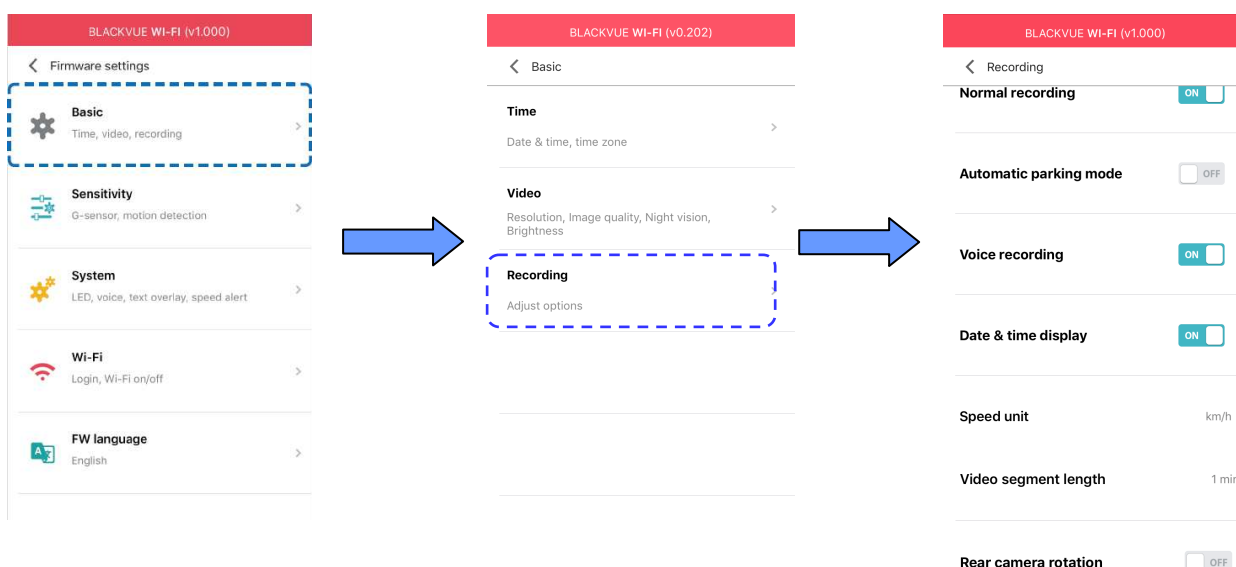 BLACKVUE WI-FI (v1.000)
Firmware settings
Basic
Time, video, recording
Sensitivity
G-sensor, motion detection
System
LED, voice, text overlay, speed alert
Wi-Fi
Login, Wi-Fi on/off
A
FW language
English
BLACKVUE WI-FI (v0.202)
Basic
Time
Date & time, time zone
Video
Resolution, Image quality, Night vision,
Brightness
Recording
Adjust options
BLACKVUE WI-FI (v1.000)
Recording
Normal recording ON
Automatic parking mode OFF
Voice recording ON
Date & time display ON
Speed unit km/h
Video segment length 1 min
Rear camera rotation OFF